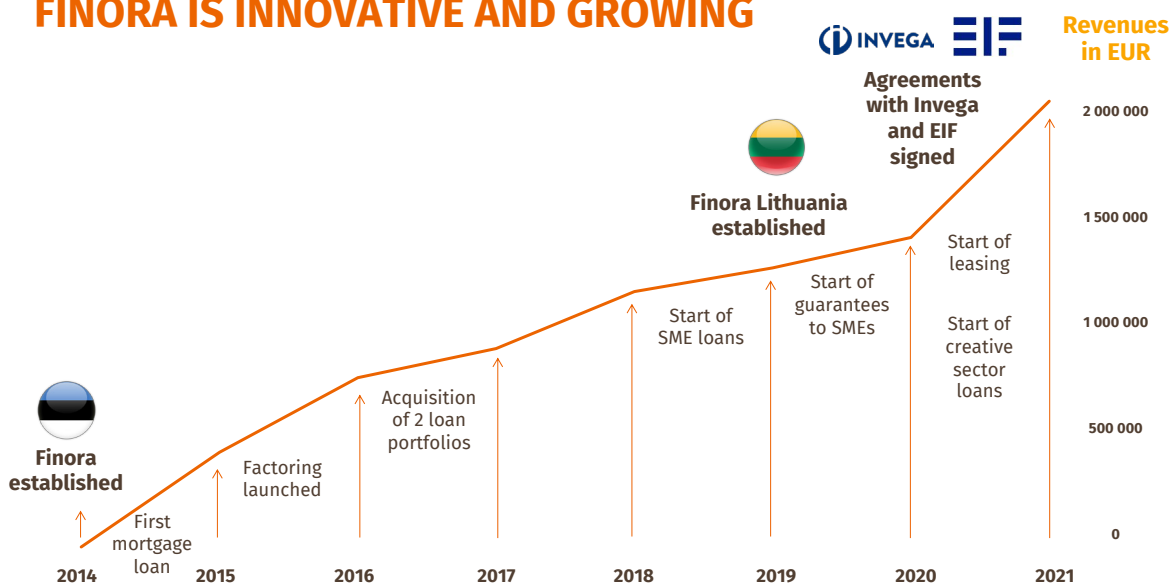 FINORA IS INNOVATIVE AND GROWING
INVEGA
EIF
Revenues
in EUR
Agreements
with Invega
and EIF
signed
2 000 000
Finora Lithuania
established
1 500 000
Start of
leasing
Start of
guarantees
to SMEs
Start of
SME loans
1 000 000
Start of
creative
sector
loans
Acquisition
of 2 loan
portfolios
500 000
Finora
established
Factoring
launched
First
mortgage
loan
0
2014
2015
2016
2017
2018
2019
2020
2021